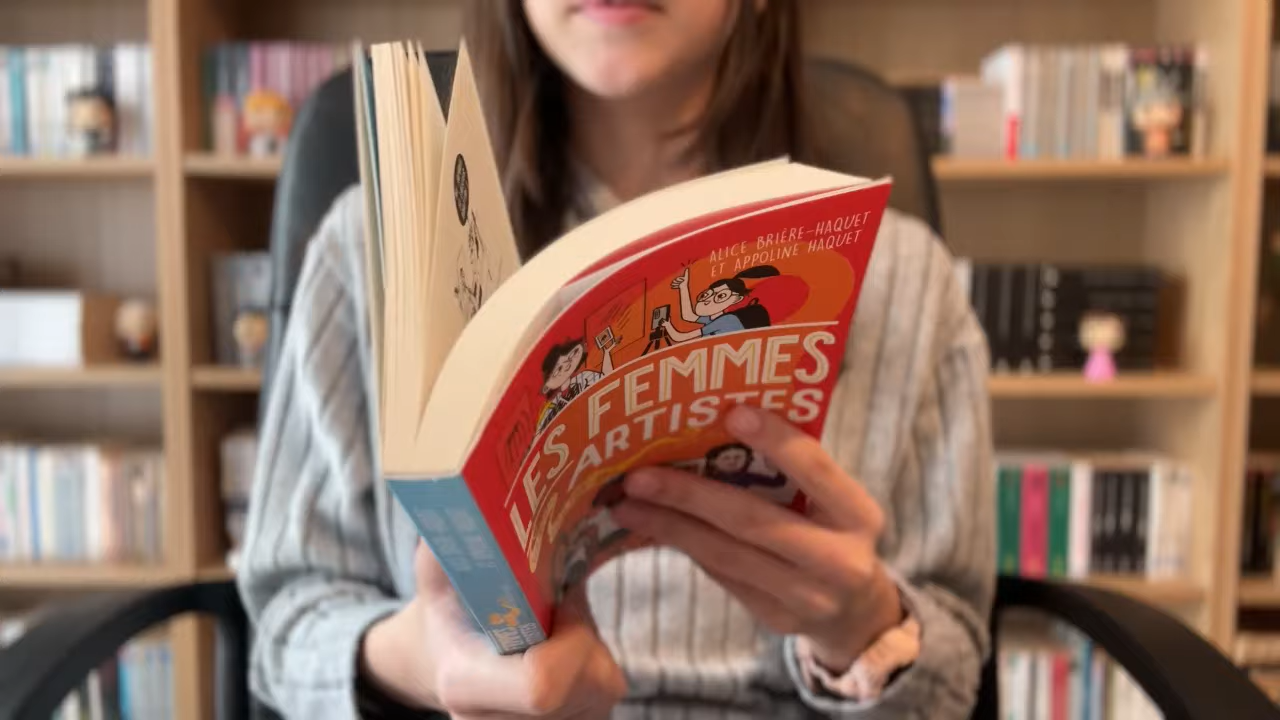 ALICE BRIÈRE-HAQUET
ET APPOLINE HAQUET
LES FEMMES
ARTISTES